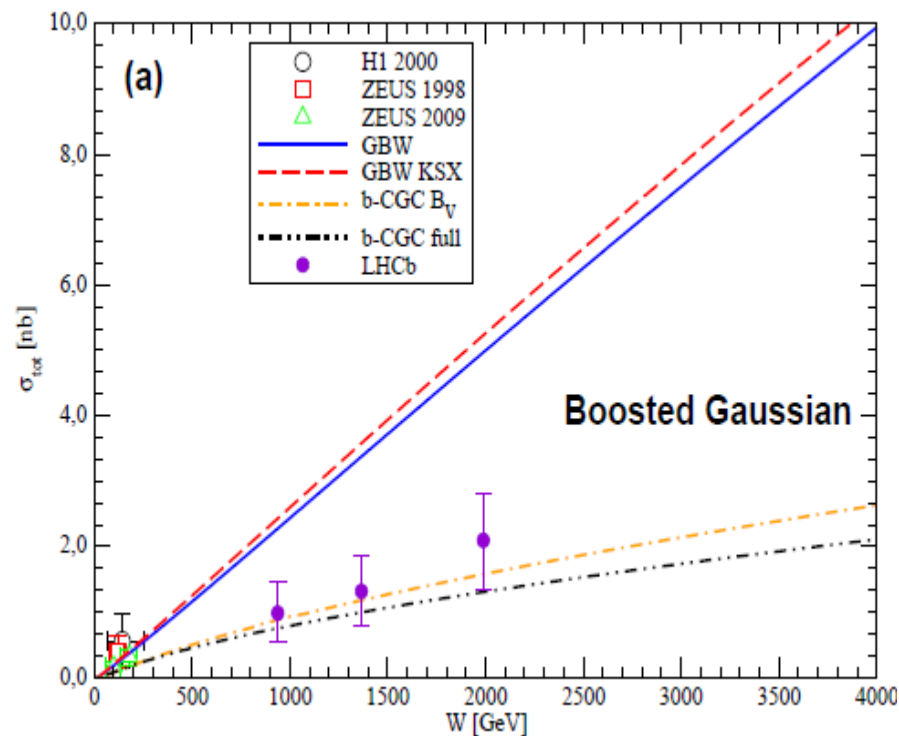 10,0
8,0
6,0
4,0
2,0
0,0
σtot [nb]
(a)
H1 2000
ZEUS 1998
ZEUS 2009
GBW
GBW KSX
b-CGC BV
b-CGC full
LHCb
Boosted Gaussian
0 500 1000 1500 2000 2500 3000 3500 4000
W [GeV]